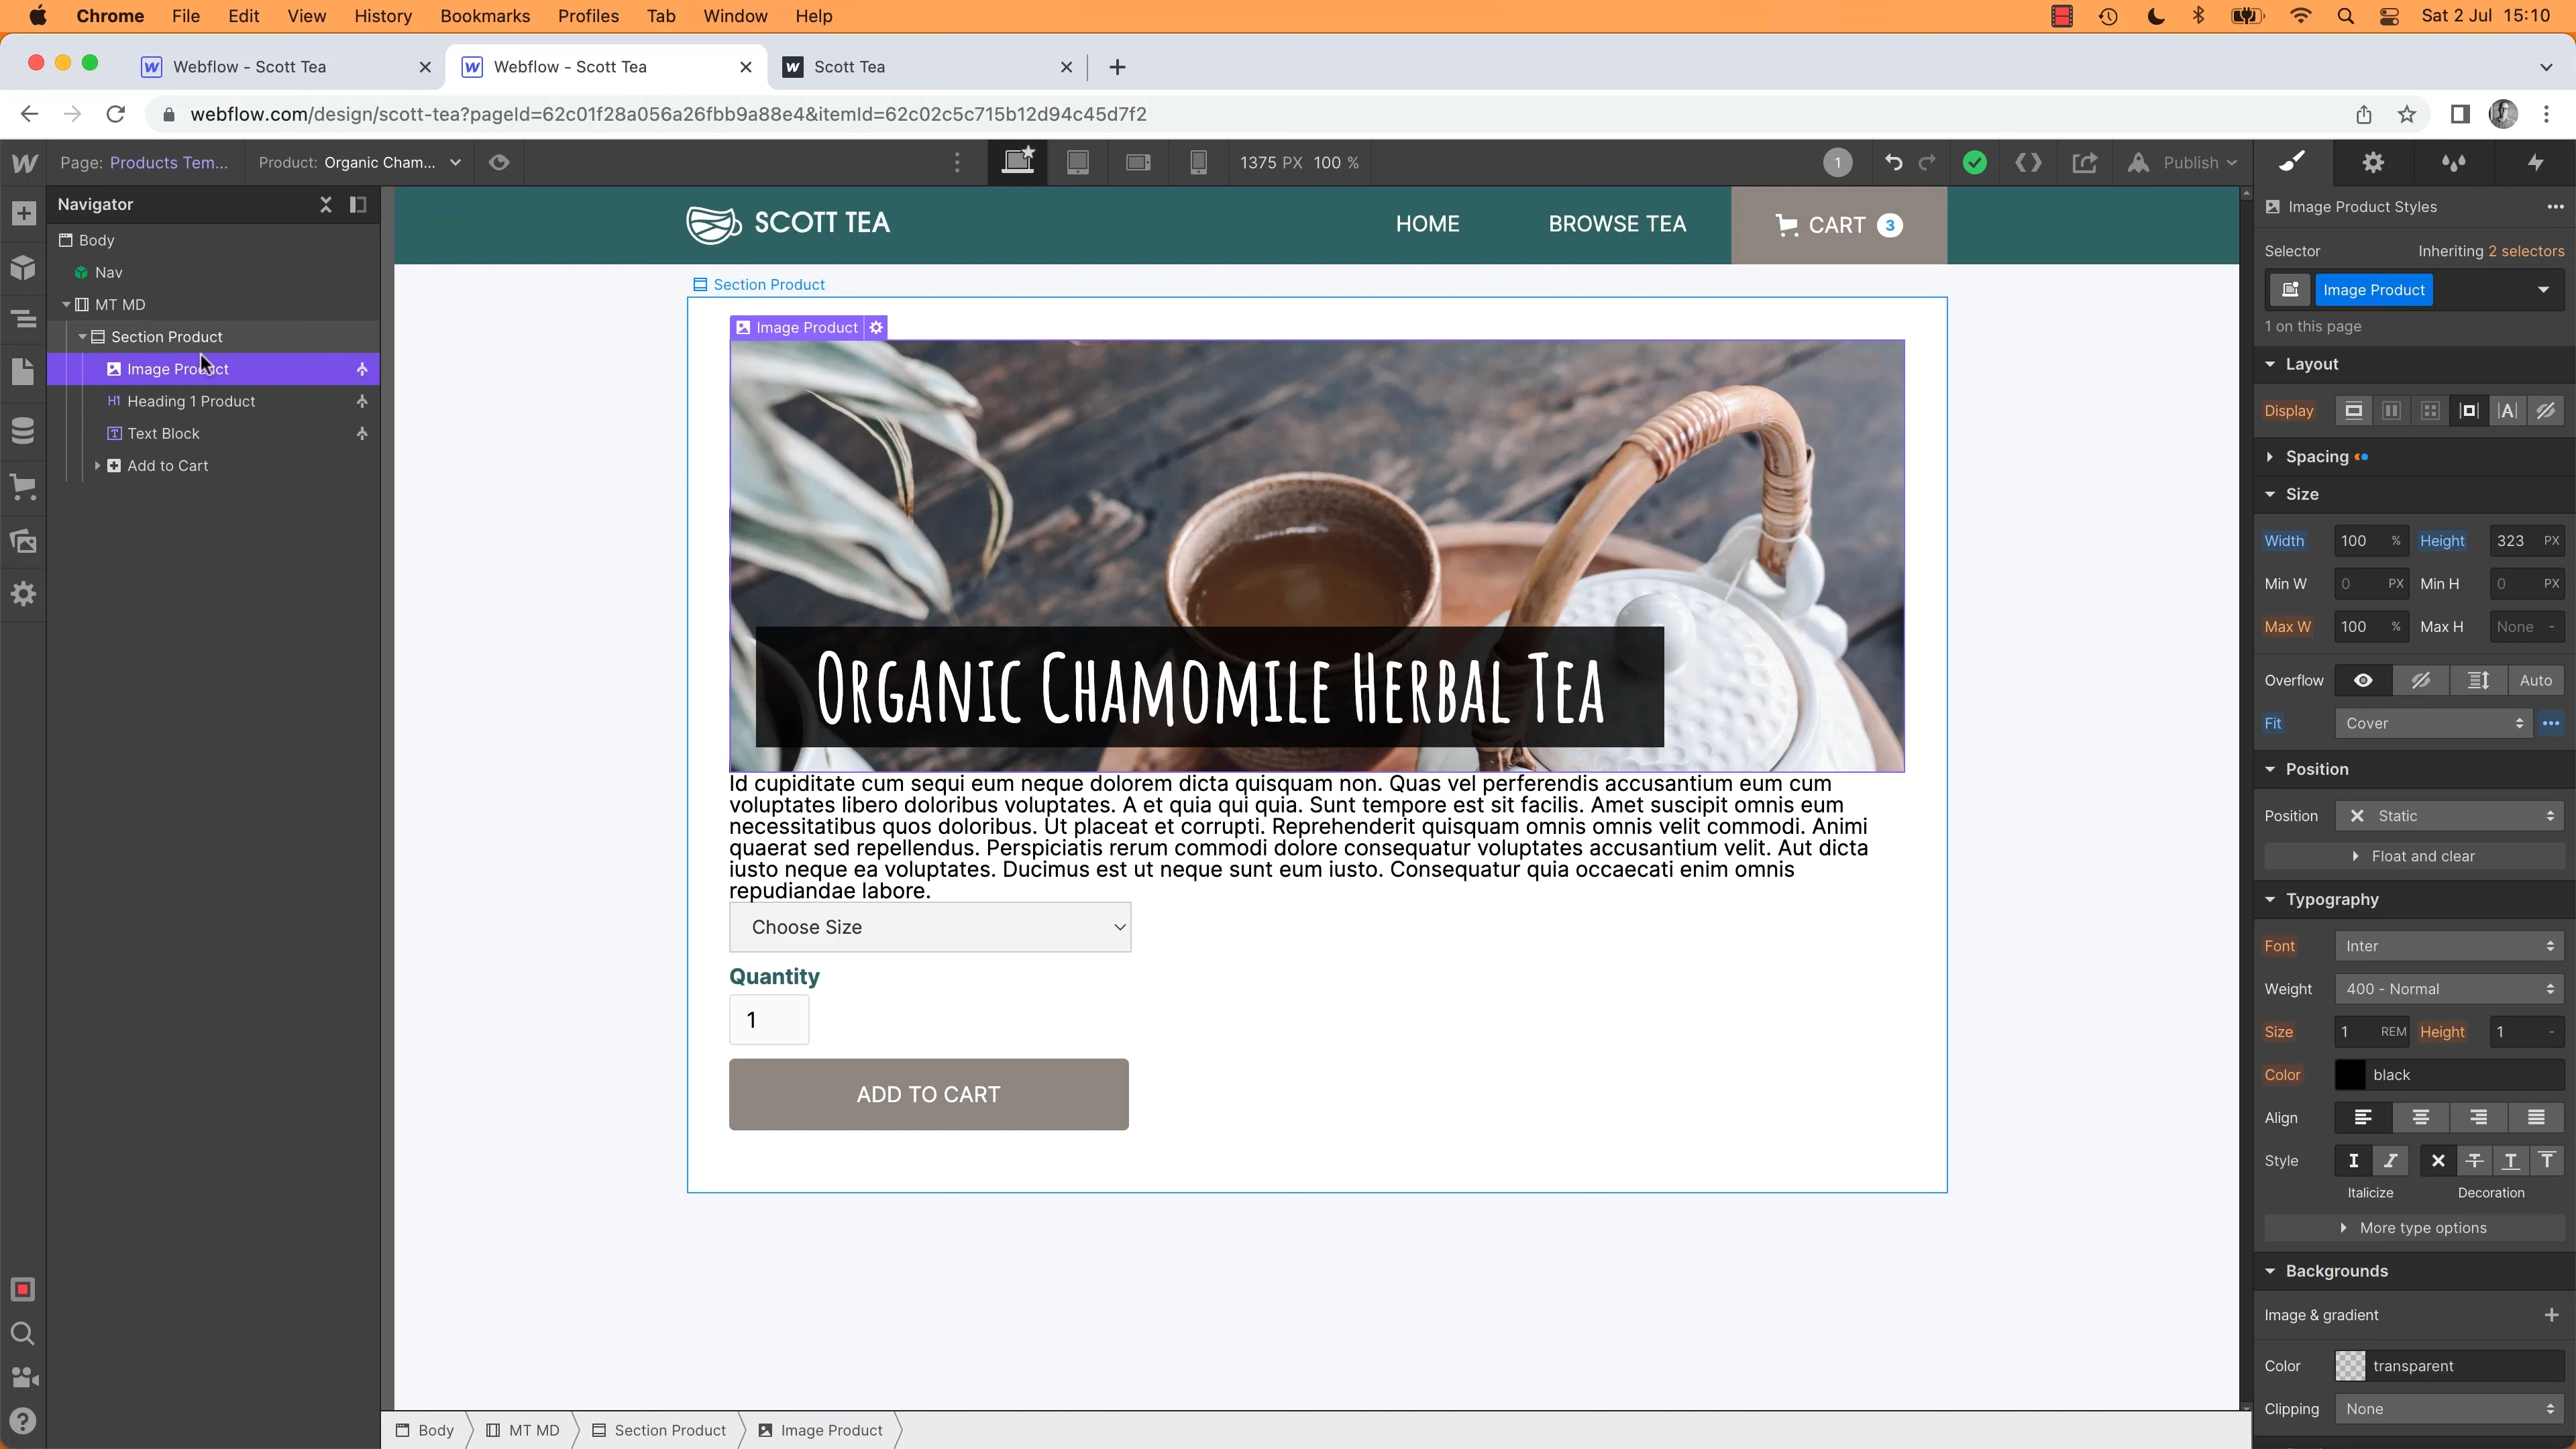 Chrome File Edit View History Bookmarks Profiles Tab Window Help Sat 2 Jul 15:10
Webflow - Scott Tea Webflow - Scott Tea Scott Tea
webflow.com/design/scott-tea?pageId=62c01f28a056a26fbb9a88e4&itemId=62c02c5c715b12d94c45d7f2
Page: Products Tem... Product: Organic Cham... 1375 PX 100 % 1 Publish
Navigator
Body
Nav
MT MD
Section Product
Image Product
Heading 1 Product
Text Block
Add to Cart
SCOTT TEA HOME BROWSE TEA CART 3
Section Product
Image Product
ORGANIC CHAMOMILE HERBAL TEA
Id cupiditate cum sequi eum neque dolorem dicta quisquam non. Quas vel perferendis accusantium eum cum
voluptates libero doloribus voluptates. A et quia qui quia. Sunt tempore est sit facilis. Amet suscipit omnis eum
necessitatibus quos doloribus. Ut placeat et corrupti. Reprehenderit quisquam omnis omnis velit commodi. Animi
quaerat sed repellendus. Perspiciatis rerum commodi dolore consequatur voluptates accusantium velit. Aut dicta
iusto neque ea voluptates. Ducimus est ut neque sunt eum iusto. Consequatur quia occaecati enim omnis
repudiandae labore.
Choose Size
Quantity
1
ADD TO CART
Body MT MD Section Product Image Product
Image Product Styles
Selector Inheriting 2 selectors
Image Product
1 on this page
Layout
Display
Spacing
Size
Width 100 % Height 323 PX
Min W 0 PX Min H 0 PX
Max W 100 % Max H None -
Overflow Auto
Fit Cover
Position
Position Static
Float and clear
Typography
Font Inter
Weight 400 - Normal
Size 1 REM Height 1 -
Color black
Align
Style
Italicize Decoration
More type options
Backgrounds
Image & gradient
Color transparent
Clipping None